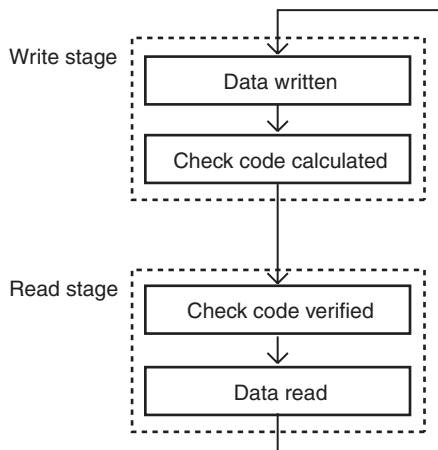 Write stage
Data written
Check code calculated
Read stage
Check code verified
Data read